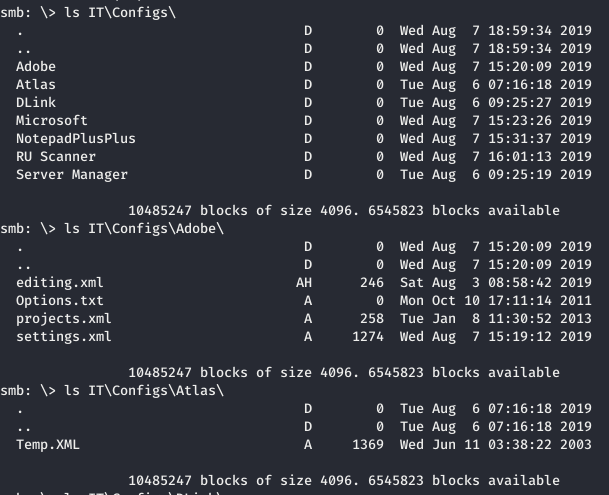 smb: \> ls IT\Configs\
  .                                   D        0  Wed Aug  7 18:59:34 2019
  ..                                  D        0  Wed Aug  7 18:59:34 2019
  Adobe                               D        0  Wed Aug  7 15:20:09 2019
  Atlas                               D        0  Tue Aug  6 07:16:18 2019
  DLink                               D        0  Tue Aug  6 09:25:27 2019
  Microsoft                           D        0  Wed Aug  7 15:23:26 2019
  NotepadPlusPlus                     D        0  Wed Aug  7 15:31:37 2019
  RU Scanner                          D        0  Wed Aug  7 16:01:13 2019
  Server Manager                      D        0  Tue Aug  6 09:25:19 2019
                10485247 blocks of size 4096. 6545823 blocks available
smb: \> ls IT\Configs\Adobe\
  .                                   D        0  Wed Aug  7 15:20:09 2019
  ..                                  D        0  Wed Aug  7 15:20:09 2019
  editing.xml                        AH      246  Sat Aug  3 08:58:42 2019
  Options.txt                         A        0  Mon Oct 10 17:11:14 2011
  projects.xml                        A      258  Tue Jan  8 11:30:52 2013
  settings.xml                        A     1274  Wed Aug  7 15:19:12 2019
                10485247 blocks of size 4096. 6545823 blocks available
smb: \> ls IT\Configs\Atlas\
  .                                   D        0  Tue Aug  6 07:16:18 2019
  ..                                  D        0  Tue Aug  6 07:16:18 2019
  Temp.XML                            A     1369  Wed Jun 11 03:38:22 2003
                10485247 blocks of size 4096. 6545823 blocks available